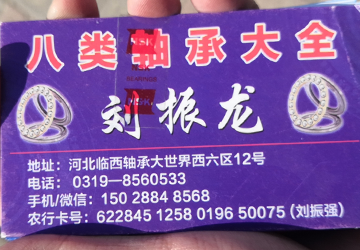 八类轴承大全
NSK
NSK
刘振龙
地址：河北临西轴承大世界西六区12号
电话： 0319—8560533
手机/微信：150 2884 8568
农行卡号：622845 1258 0196 50075 (刘振强)